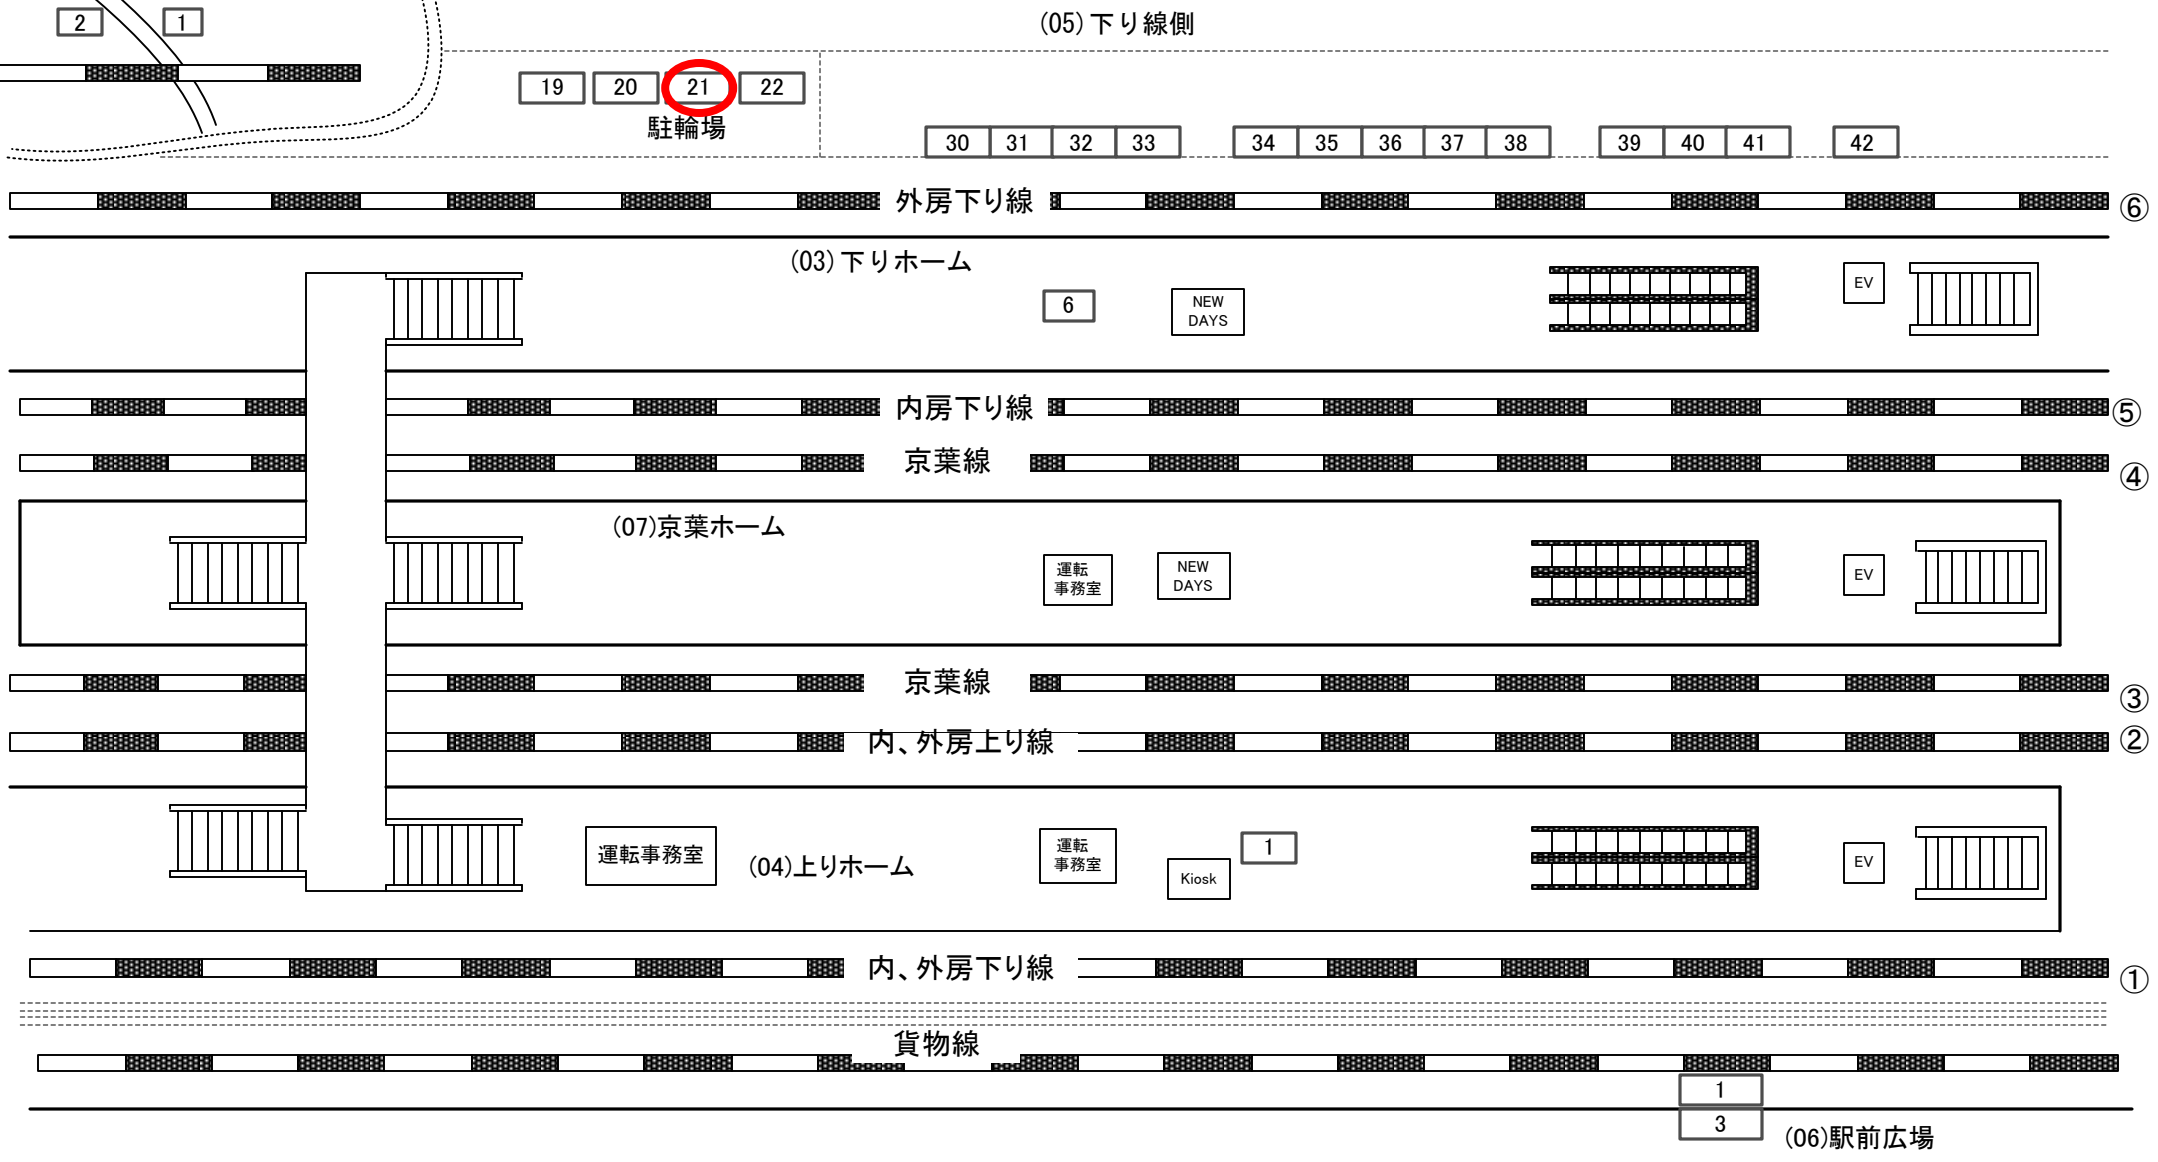 (05)下り線側
2
1
19
20
21
22
駐輪場
30
31
32
33
34
35
36
37
38
39
40
41
42
外房下り線
⑥
(03)下りホーム
6
NEW
DAYS
EV
内房下り線
⑤
京葉線
④
(07)京葉ホーム
運転
事務室
NEW
DAYS
EV
京葉線
③
内、外房上り線
②
運転事務室
(04)上りホーム
運転
事務室
Kiosk
1
EV
内、外房下り線
①
貨物線
1
3
(06)駅前広場